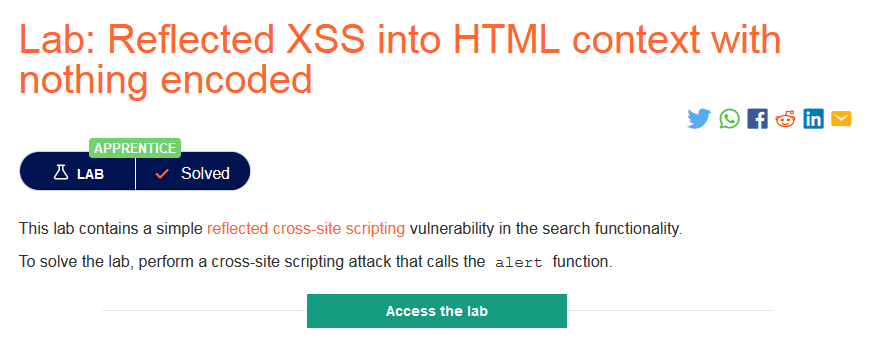 Lab: Reflected XSS into HTML context with
nothing encoded
APPRENTICE
LAB
Solved
This lab contains a simple reflected cross-site scripting vulnerability in the search functionality.
To solve the lab, perform a cross-site scripting attack that calls the alert function.
Access the lab